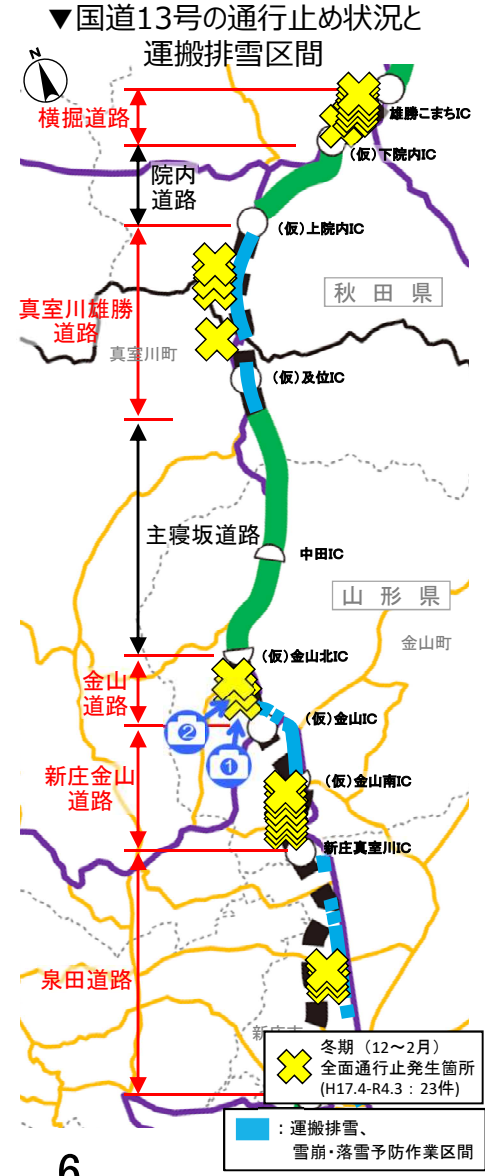 ▼国道13号の通行止め状況と
運搬排雪区間
N
横掘道路
雄勝こまちIC
(仮)下院内IC
院内
道路
(仮)上院内IC
秋田県
真室川雄勝
道路
真室川町
(仮)及位IC
主寝坂道路
中田IC
山形県
(仮)金山北IC
金山町
金山
道路
(仮)金山IC
②
①
新庄金山
道路
(仮)金山南IC
新庄真室川IC
泉田道路
新庄市
冬期（12～2月）
全面通行止発生箇所
(H17.4-R4.3：23件)
：運搬排雪、
雪崩・落雪予防作業区間
6